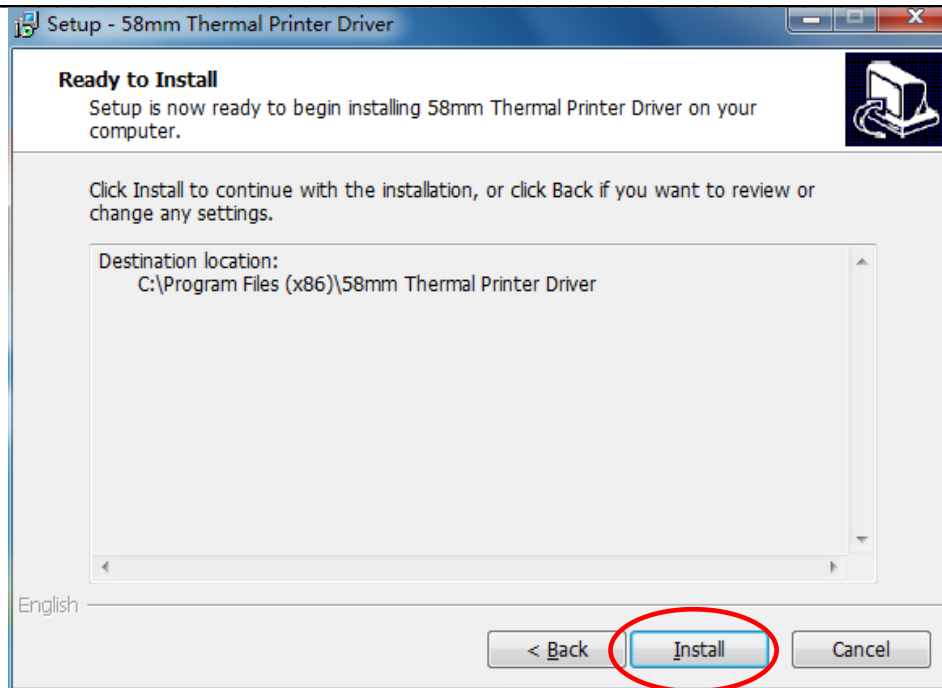 Setup - 58mm Thermal Printer Driver
Ready to Install
Setup is now ready to begin installing 58mm Thermal Printer Driver on your
computer.
Click Install to continue with the installation, or click Back if you want to review or
change any settings.
Destination location:
C:\Program Files (x86)\58mm Thermal Printer Driver
English
< Back
Install
Cancel